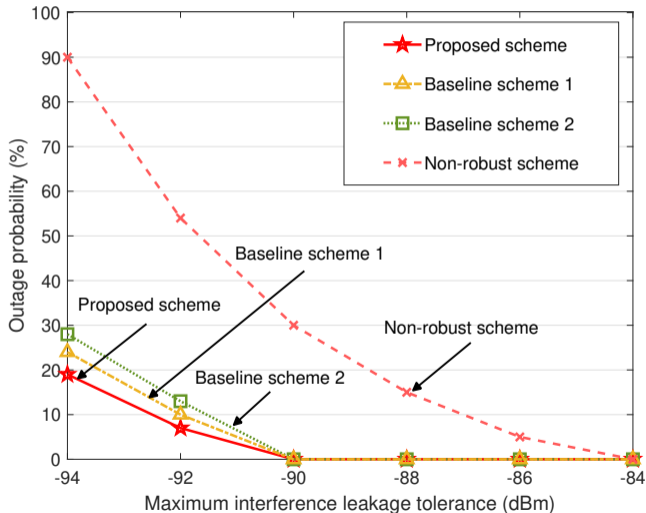 100
90
80
70
60
50
40
30
20
10
0
Outage probability (%)
Proposed scheme
Baseline scheme 1
Baseline scheme 2
Non-robust scheme
Baseline scheme 1
Proposed scheme
Non-robust scheme
Baseline scheme 2
-94 -92 -90 -88 -86 -84
Maximum interference leakage tolerance (dBm)